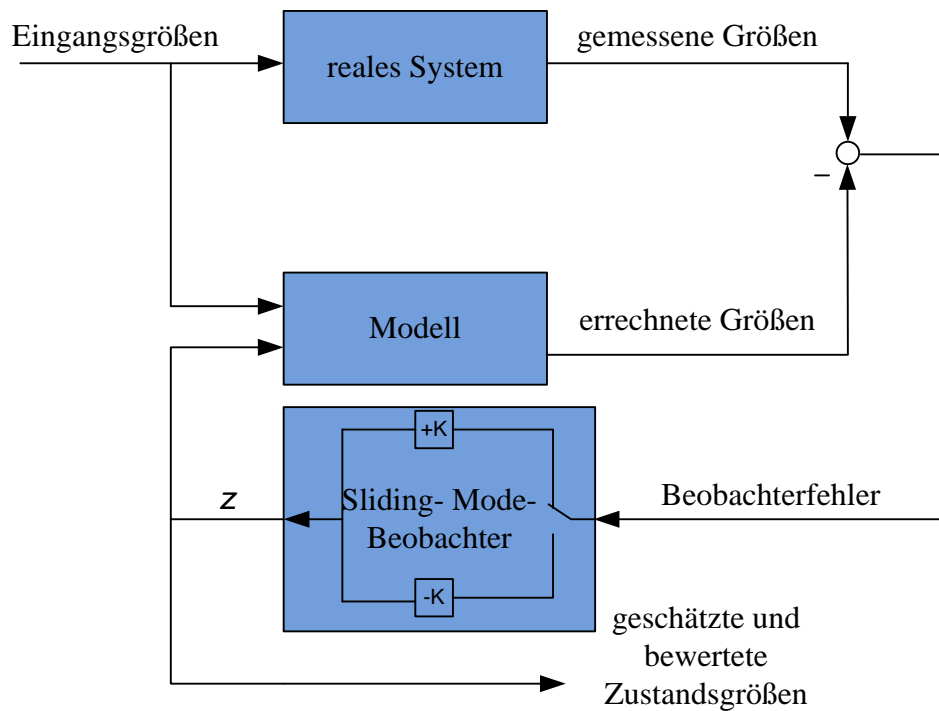 Eingangsgrößen
gemessene Größen
reales System
–
Modell
errechnete Größen
+K
z
Sliding- Mode-
Beobachter
Beobachterfehler
-K
geschätzte und
bewertete
Zustandsgrößen